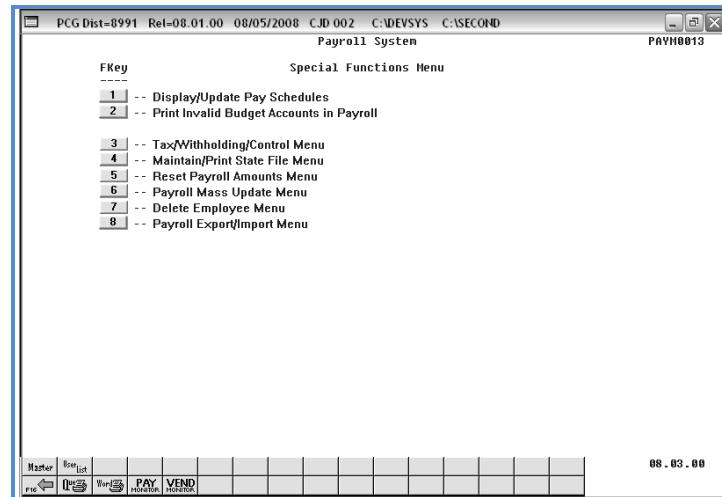 PCG Dist=8991 Rel=08.01.00 08/05/2008 CJD 002 C:\DEVSYS C:\SECOND
Payroll System PAYM0013
FKey Special Functions Menu
----
1 -- Display/Update Pay Schedules
2 -- Print Invalid Budget Accounts in Payroll
3 -- Tax/Withholding/Control Menu
4 -- Maintain/Print State File Menu
5 -- Reset Payroll Amounts Menu
6 -- Payroll Mass Update Menu
7 -- Delete Employee Menu
8 -- Payroll Export/Import Menu
Master User List 08.03.00
F16 Que Word PAY MONITOR VEND MONITOR